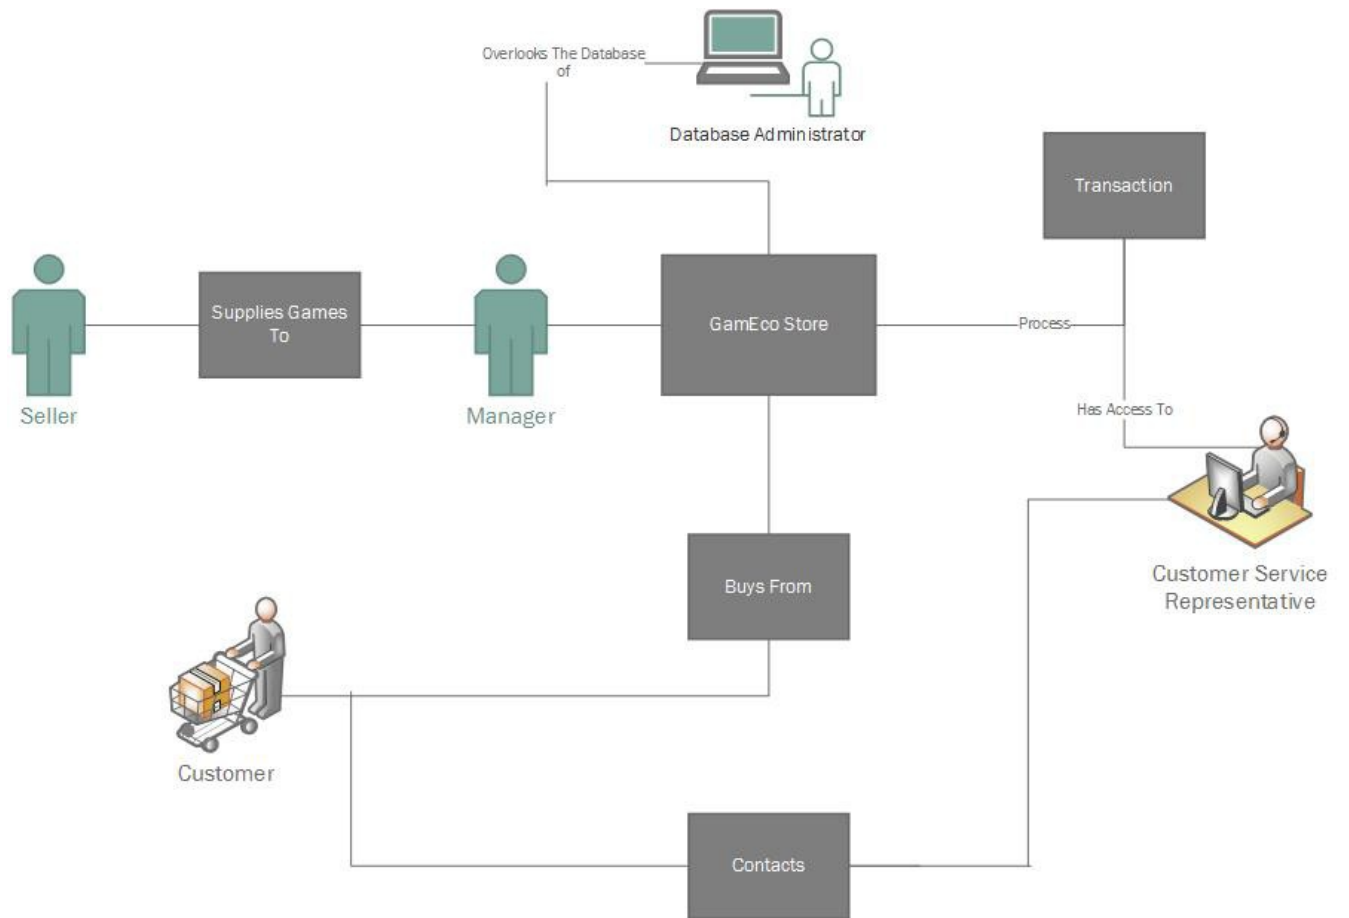 Overlooks The Database
of
Database Administrator
Transaction
Supplies Games
To
GamEco Store
Process
Seller
Manager
Has Access To
Buys From
Customer Service
Representative
Customer
Contacts